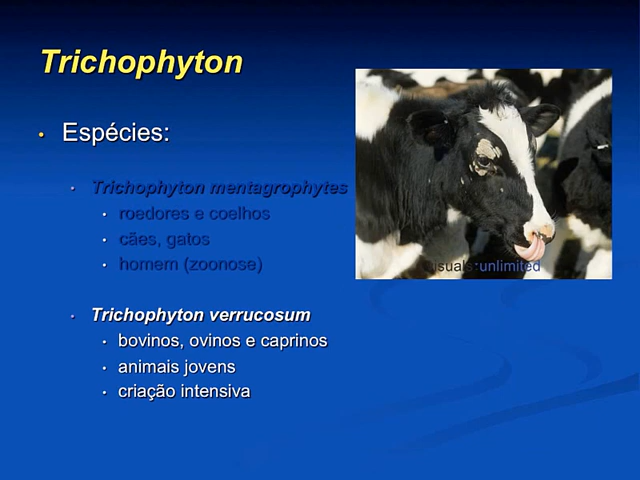 Trichophyton
• Espécies:
• Trichophyton mentagrophytes
• roedores e coelhos
• cães, gatos
• homem (zoonose)
• Trichophyton verrucosum
• bovinos, ovinos e caprinos
• animais jovens
• criação intensiva
visuals:unlimited